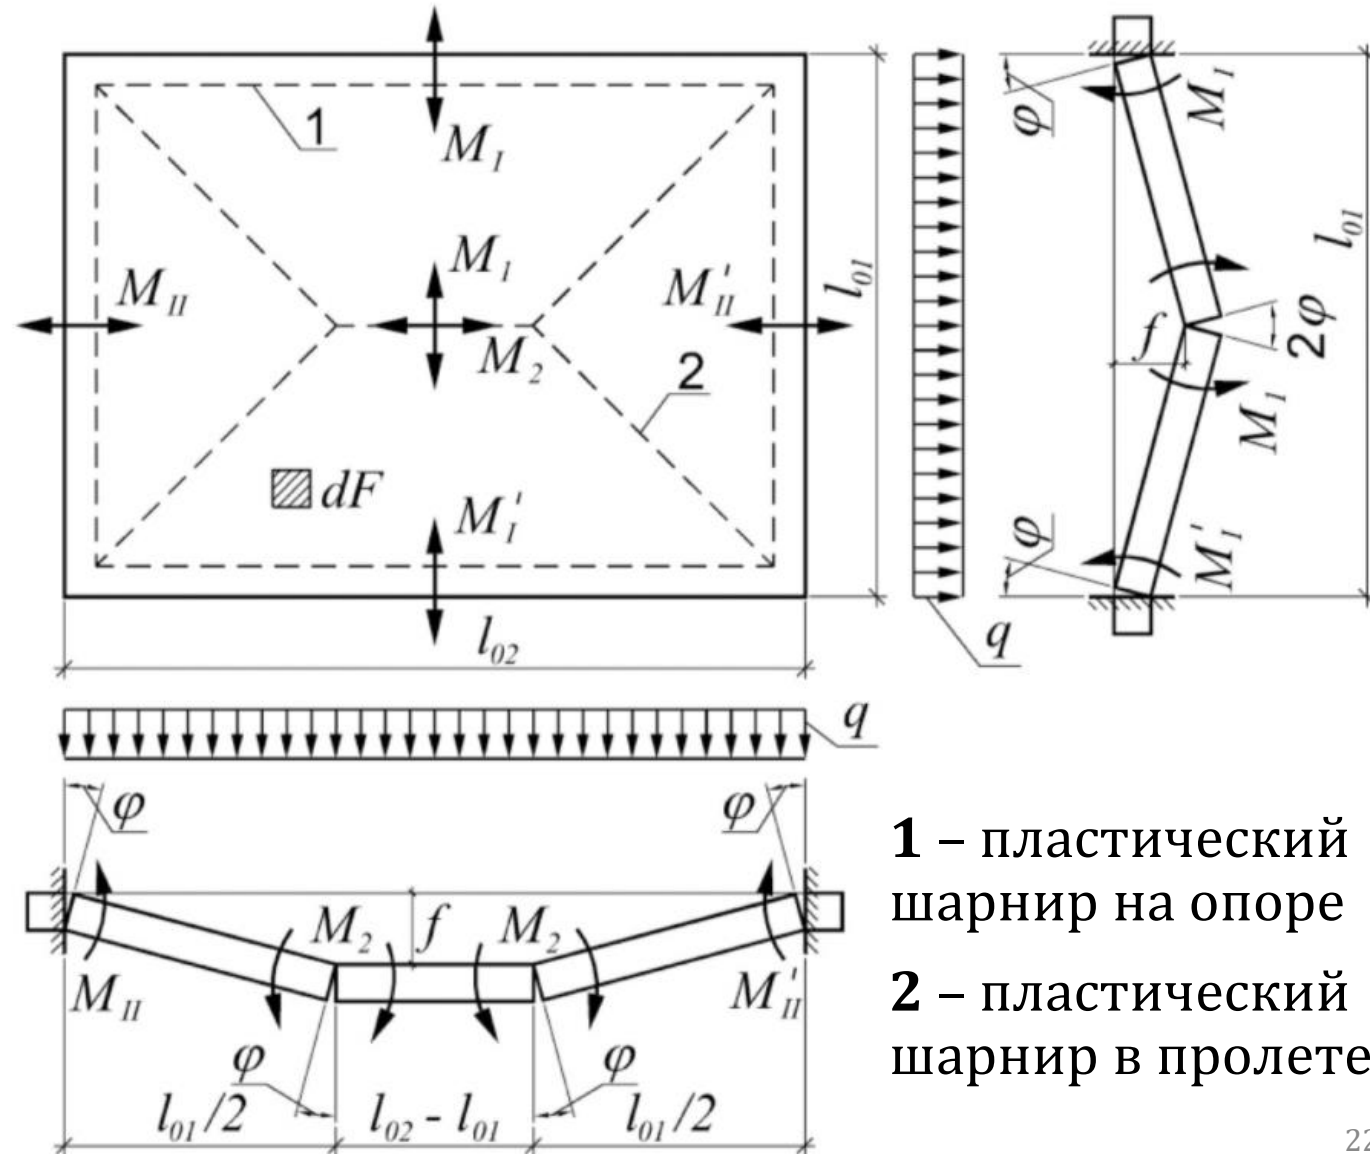 1
M_I
M_1
M_II
M'_II
M_2
2
dF
M'_I
l_01
l_02
q
φ
M_1
l_01
2φ
f
M_1
φ
M'_1
q
φ
φ
M_2
f
M_2
M_II
M'_II
φ
φ
l_01/2
l_02 - l_01
l_01/2
1 – пластический
шарнир на опоре
2 – пластический
шарнир в пролете
22